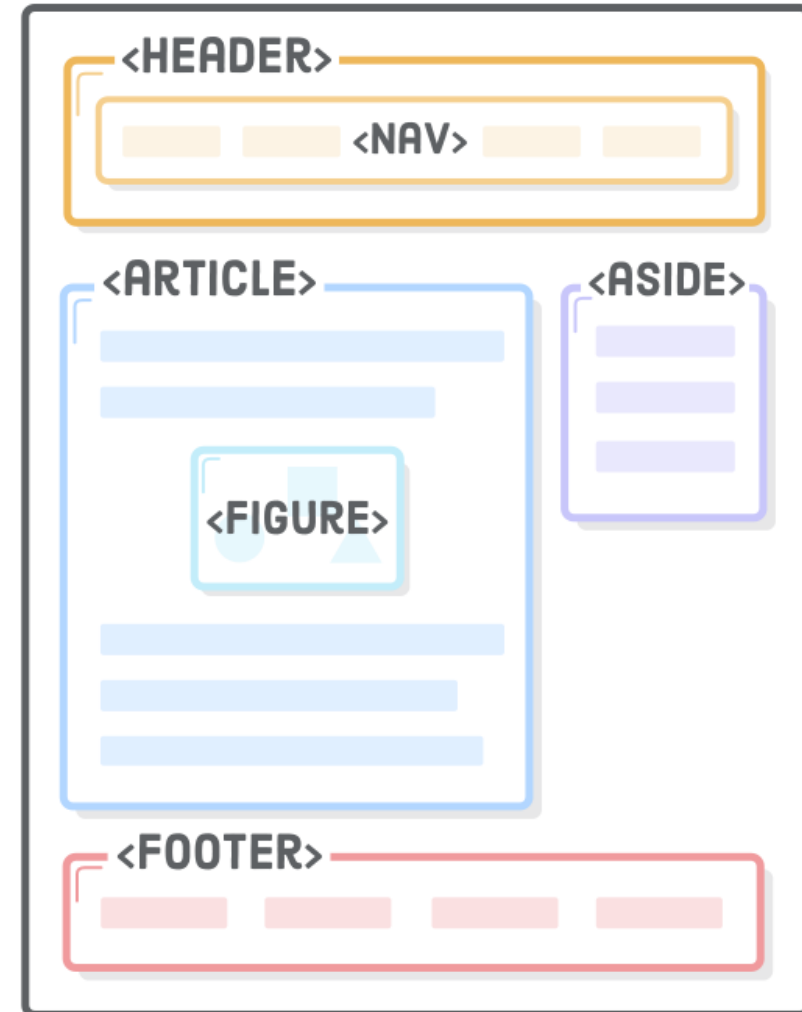 <HEADER>
<NAV>
<ARTICLE>
<ASIDE>
<FIGURE>
<FOOTER>